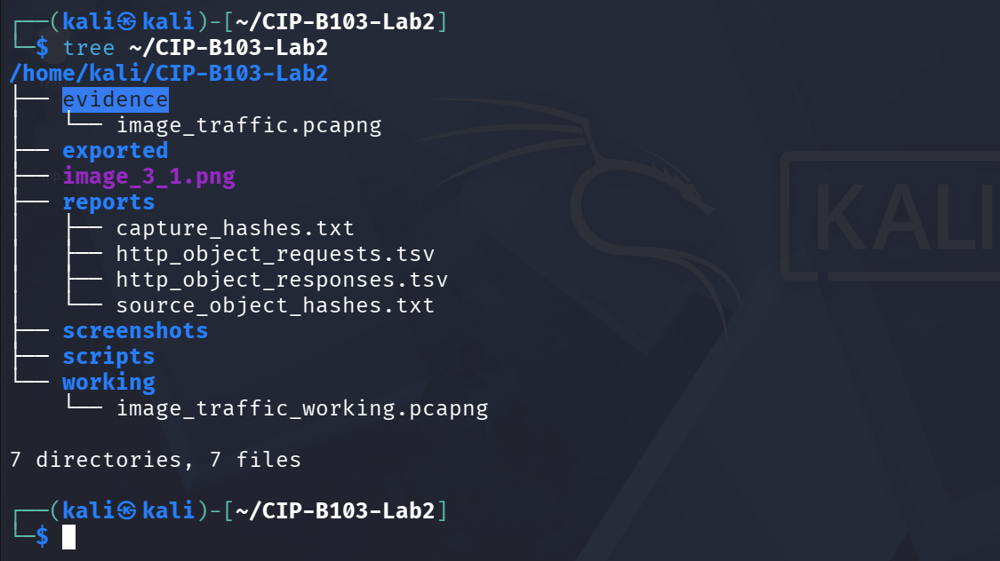 ┌──(kali㉿kali)-[~/CIP-B103-Lab2]
└─$ tree ~/CIP-B103-Lab2
/home/kali/CIP-B103-Lab2
├── evidence
│   └── image_traffic.pcapng
├── exported
├── image_3_1.png
├── reports
│   ├── capture_hashes.txt
│   ├── http_object_requests.tsv
│   ├── http_object_responses.tsv
│   └── source_object_hashes.txt
├── screenshots
├── scripts
└── working
    └── image_traffic_working.pcapng
7 directories, 7 files
┌──(kali㉿kali)-[~/CIP-B103-Lab2]
└─$
KALI